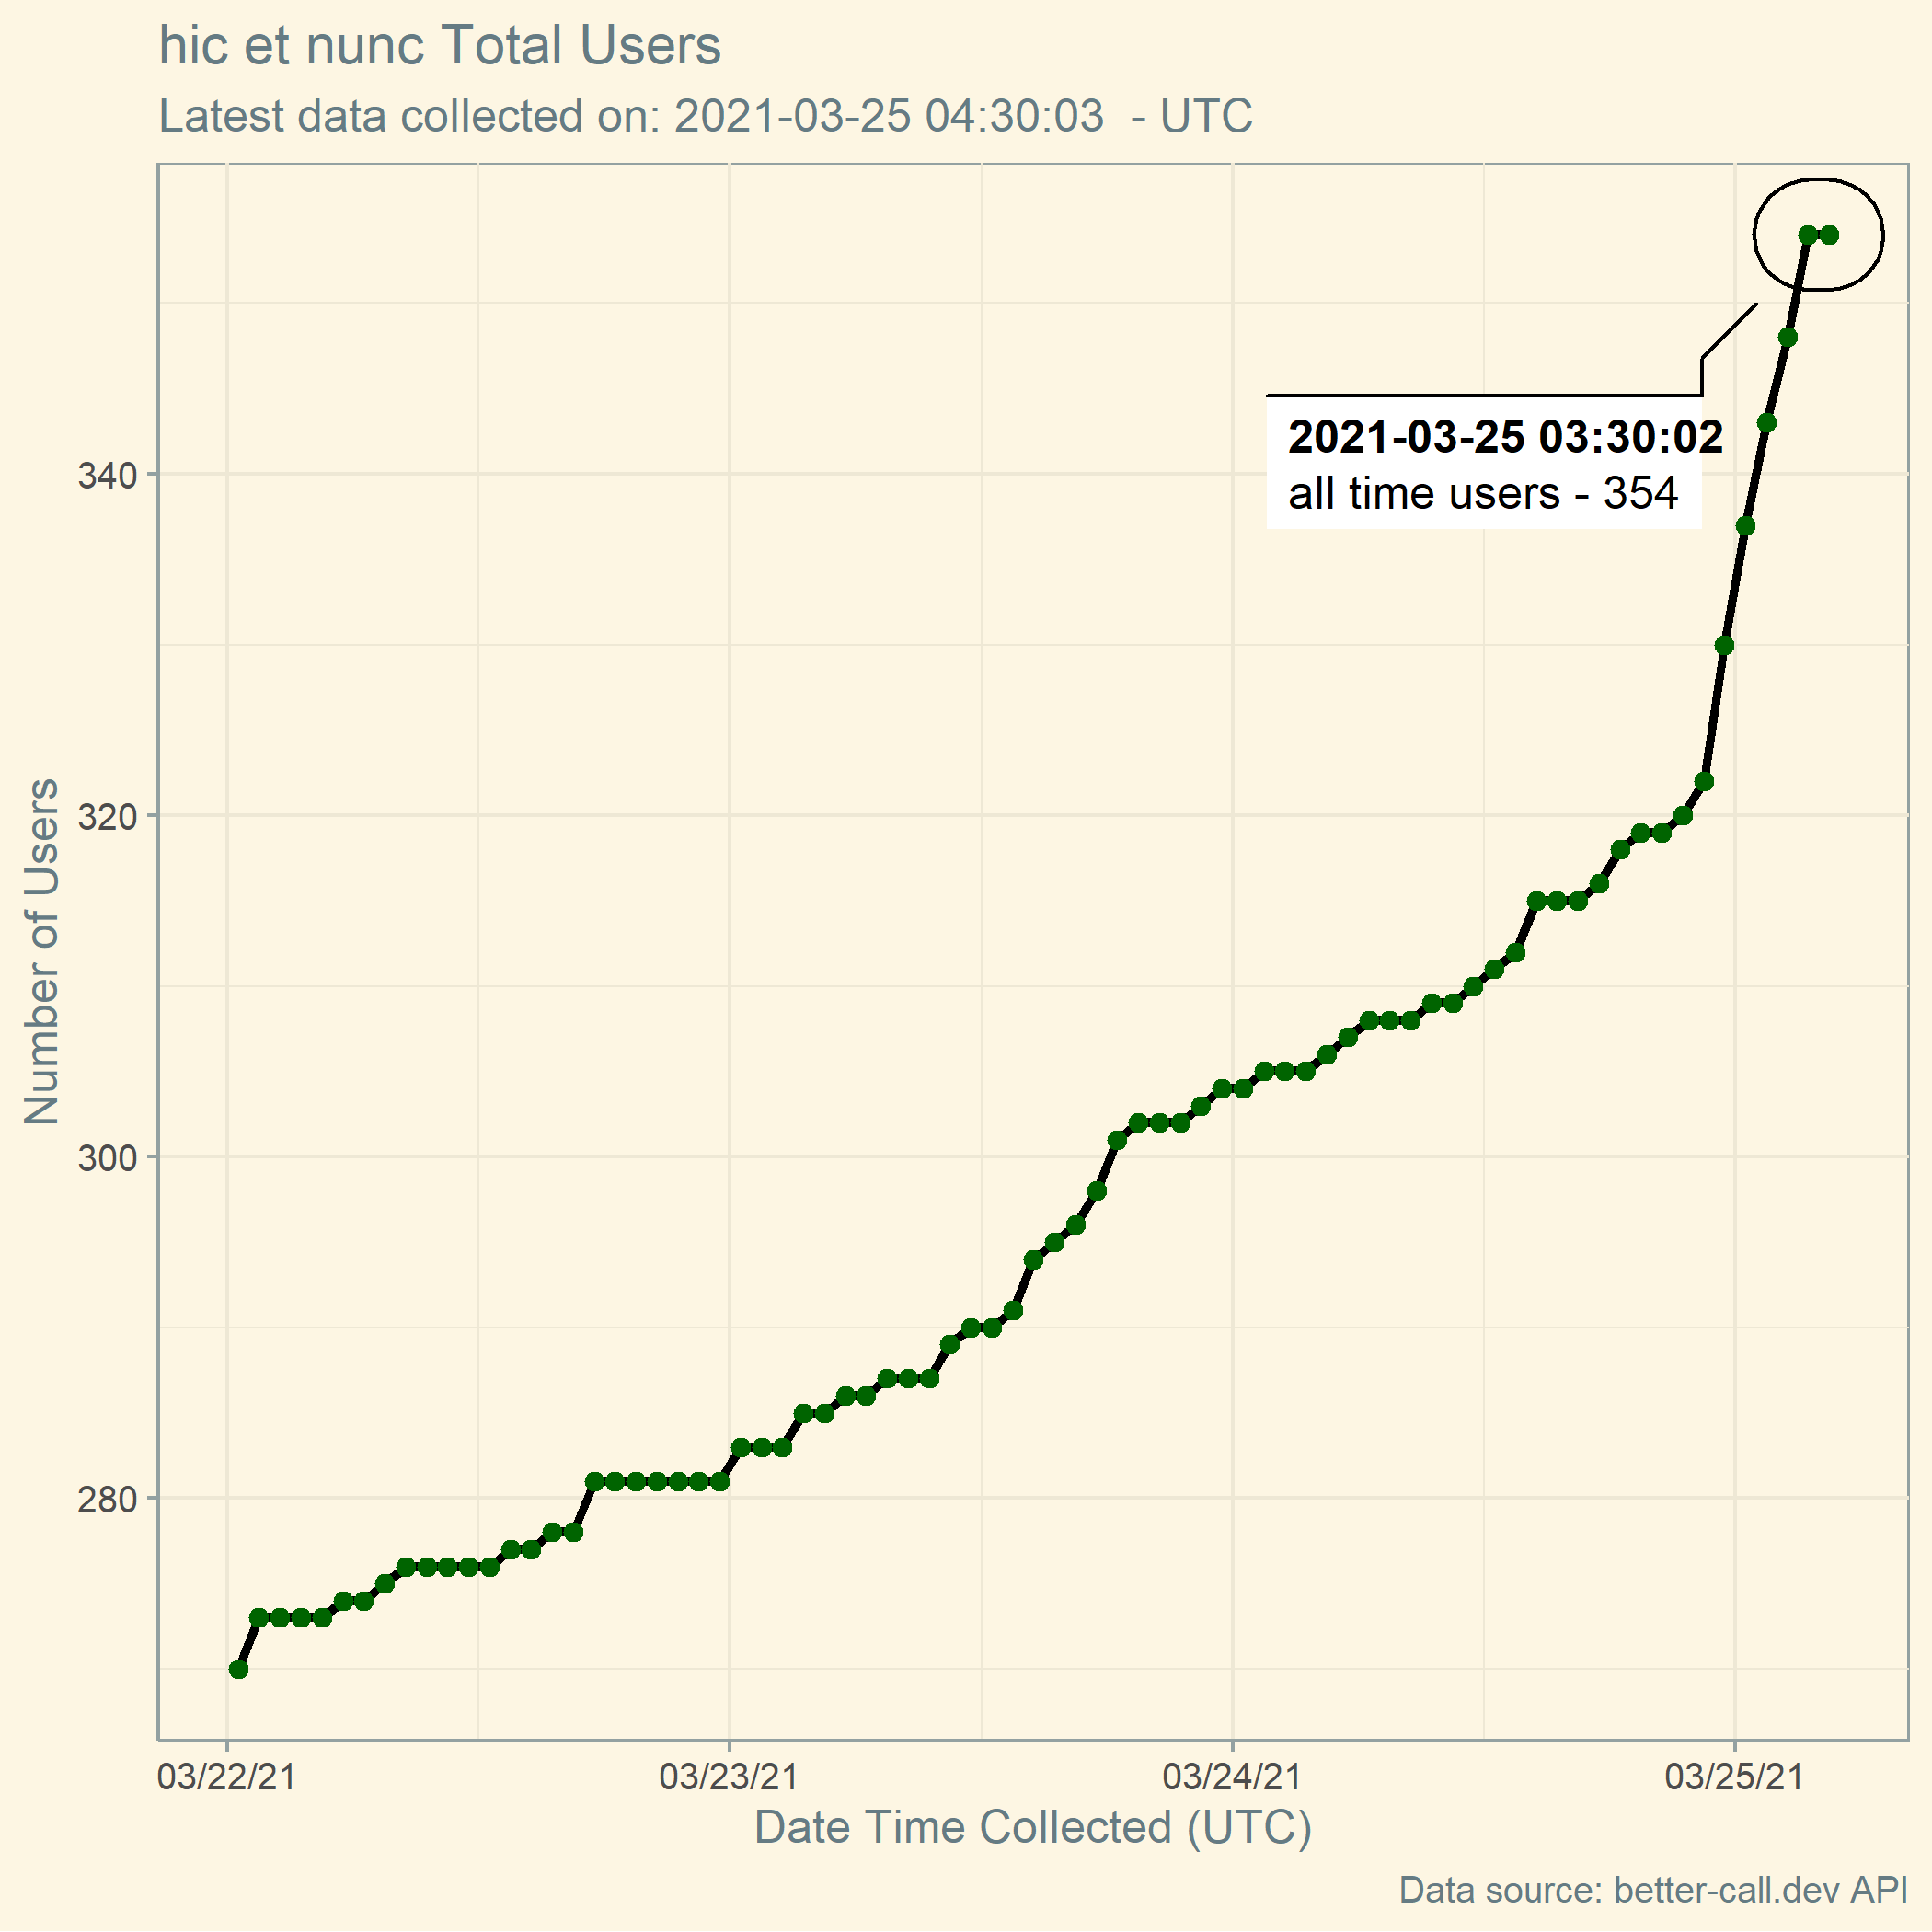 hic et nunc Total Users
Latest data collected on: 2021-03-25 04:30:03  - UTC
2021-03-25 03:30:02
all time users - 354
340
320
300
280
Number of Users
03/22/21 03/23/21 03/24/21 03/25/21
Date Time Collected (UTC)
Data source: better-call.dev API